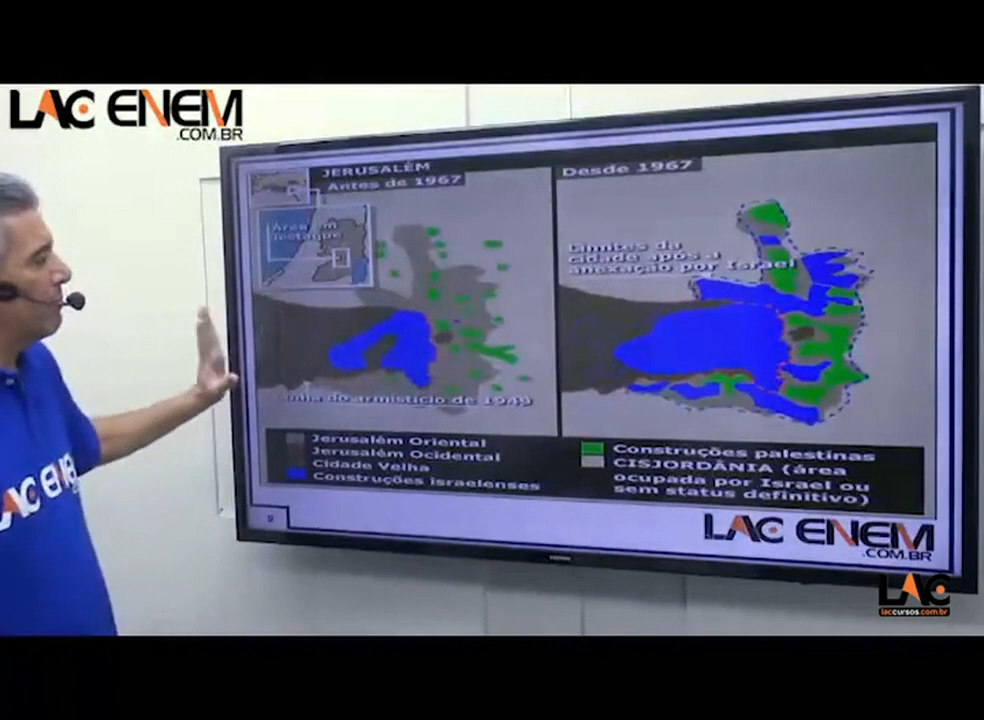 LAC ENEM
.COM.BR
JERUSALÉM
Antes de 1967
Área em
destaque
Desde 1967
Limites da
cidade após a
anexação por Israel
Linha do armistício de 1949
Jerusalém Oriental
Jerusalém Ocidental
Cidade Velha
Construções israelenses
Construções palestinas
CISJORDÂNIA (área
ocupada por Israel ou
sem status definitivo)
9
LAC ENEM
.COM.BR
LAC
laccursos.com.br
LAC ENE